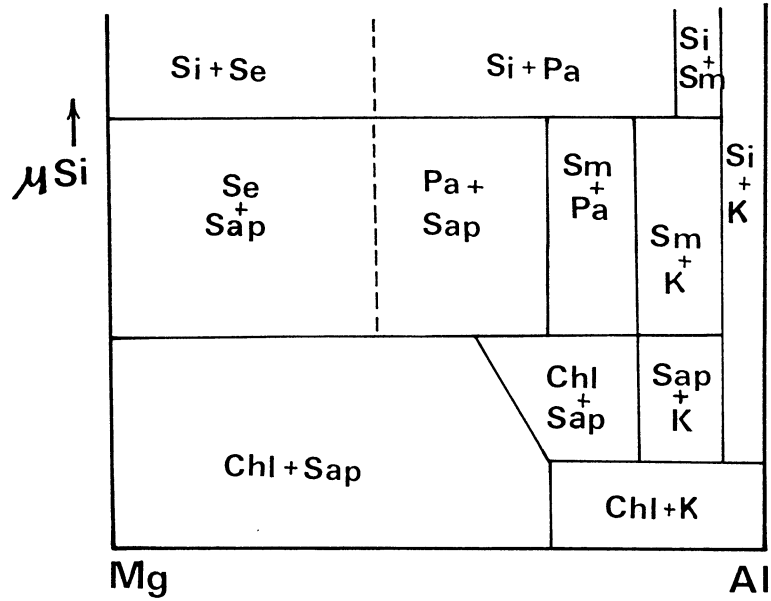 Si + Se
Si + Pa
Si
+
Sm
μSi
Se
+
Sap
Pa +
Sap
Sm
+
Pa
Sm
+
K
Si
+
K
Chl
+
Sap
Sap
+
K
Chl + Sap
Chl + K
Mg
Al